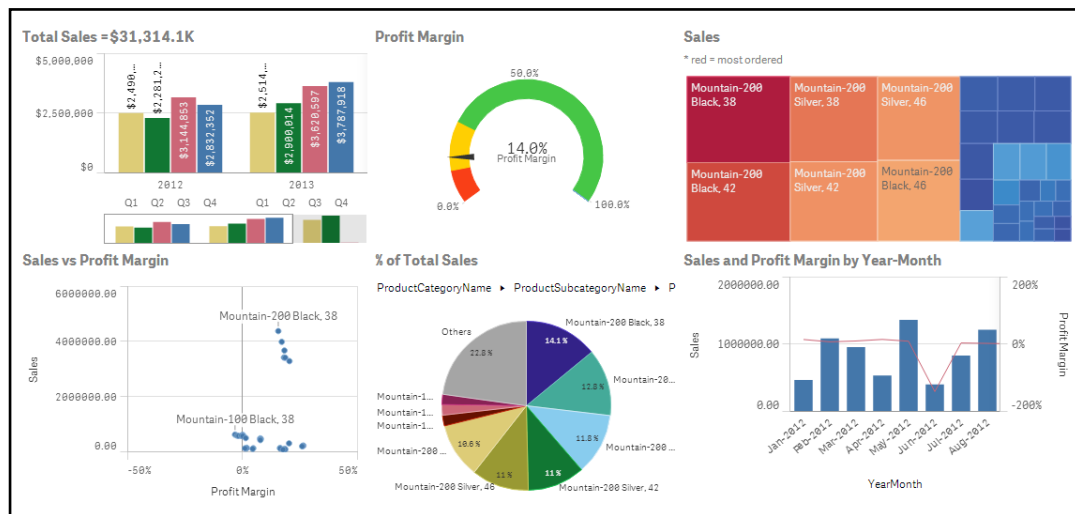 Total Sales =$31,314.1K
$5,000,000
$2,500,000
$0
$2,490,...
$2,281,2...
$3,144,853
$2,832,352
$2,514,...
$2,900,014
$3,620,597
$3,787,918
2012
2013
Q1 Q2 Q3 Q4
Q1 Q2 Q3 Q4
Profit Margin
50.0%
14.0%
Profit Margin
0.0%
100.0%
Sales
* red = most ordered
Mountain-200
Black, 38
Mountain-200
Silver, 38
Mountain-200
Silver, 46
Mountain-200
Black, 42
Mountain-200
Silver, 42
Mountain-200
Black, 46
Sales vs Profit Margin
6000000.00
4000000.00
2000000.00
0.00
Sales
Mountain-200 Black, 38
Mountain-100 Black, 38
-50%
0%
50%
Profit Margin
% of Total Sales
ProductCategoryName ▸ ProductSubcategoryName ▸ P
Others
Mountain-200 Black, 38
22.8 %
14.1 %
Mountain-20...
12.8 %
Mountain-200 ...
11.8 %
Mountain-200 Silver, 42
11 %
Mountain-200 Silver, 46
11 %
Mountain-200 ...
10.6 %
Mountain-1...
Mountain-1...
Mountain-1...
Sales and Profit Margin by Year-Month
2000000.00
1000000.00
0.00
Sales
200%
0%
-200%
Profit Margin
Jan-2012
Feb-2012
Mar-2012
Apr-2012
May-2012
Jun-2012
Jul-2012
Aug-2012
YearMonth